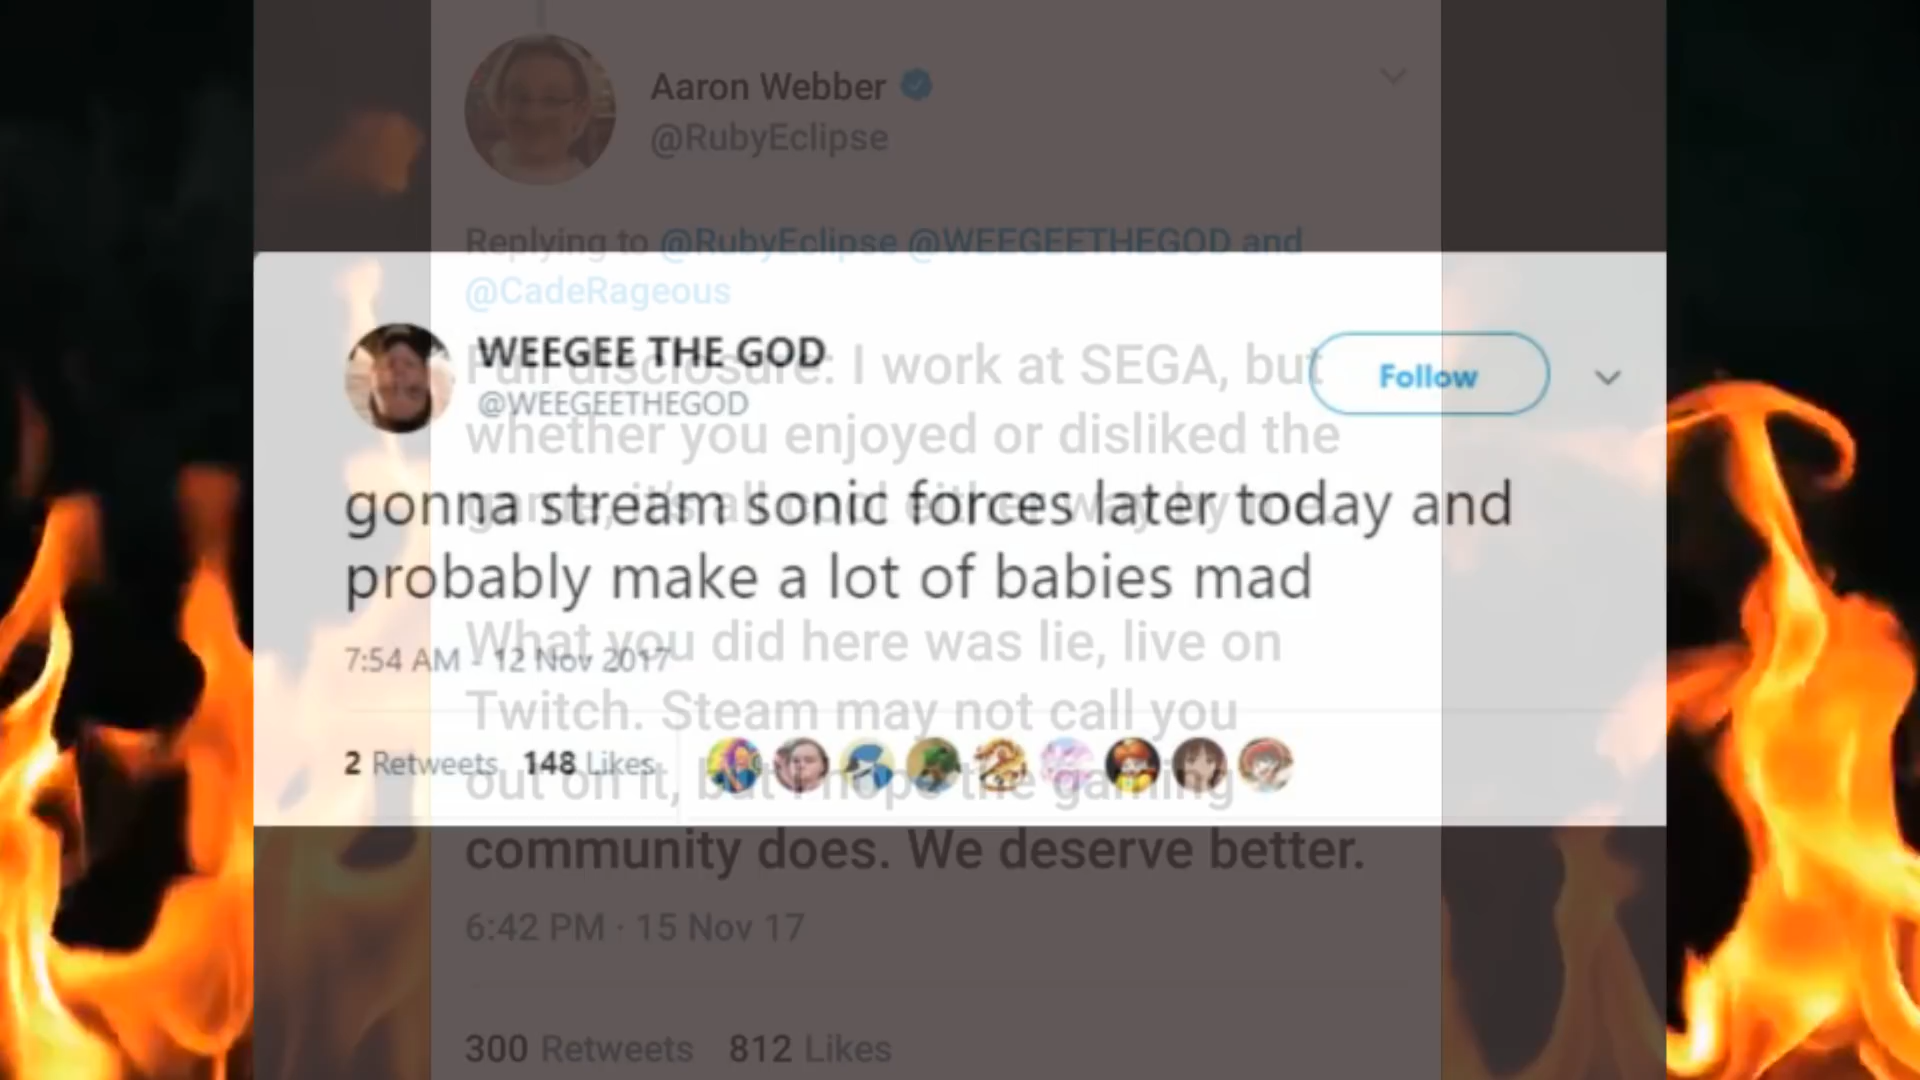 Aaron Webber
@RubyEclipse
Replying to @RubyEclipse @WEEGEETHEGOD and
@CadeRageous
Full disclosure: I work at SEGA, but
whether you enjoyed or disliked the
game, it's all cool either way by me.
What you did here was lie, live on
Twitch. Steam may not call you
out on it, but I hope the gaming
community does. We deserve better.
6:42 PM · 15 Nov 17
300 Retweets 812 Likes
WEEGEE THE GOD
@WEEGEETHEGOD
Follow
gonna stream sonic forces later today and
probably make a lot of babies mad
7:54 AM - 12 Nov 2017
2 Retweets 148 Likes